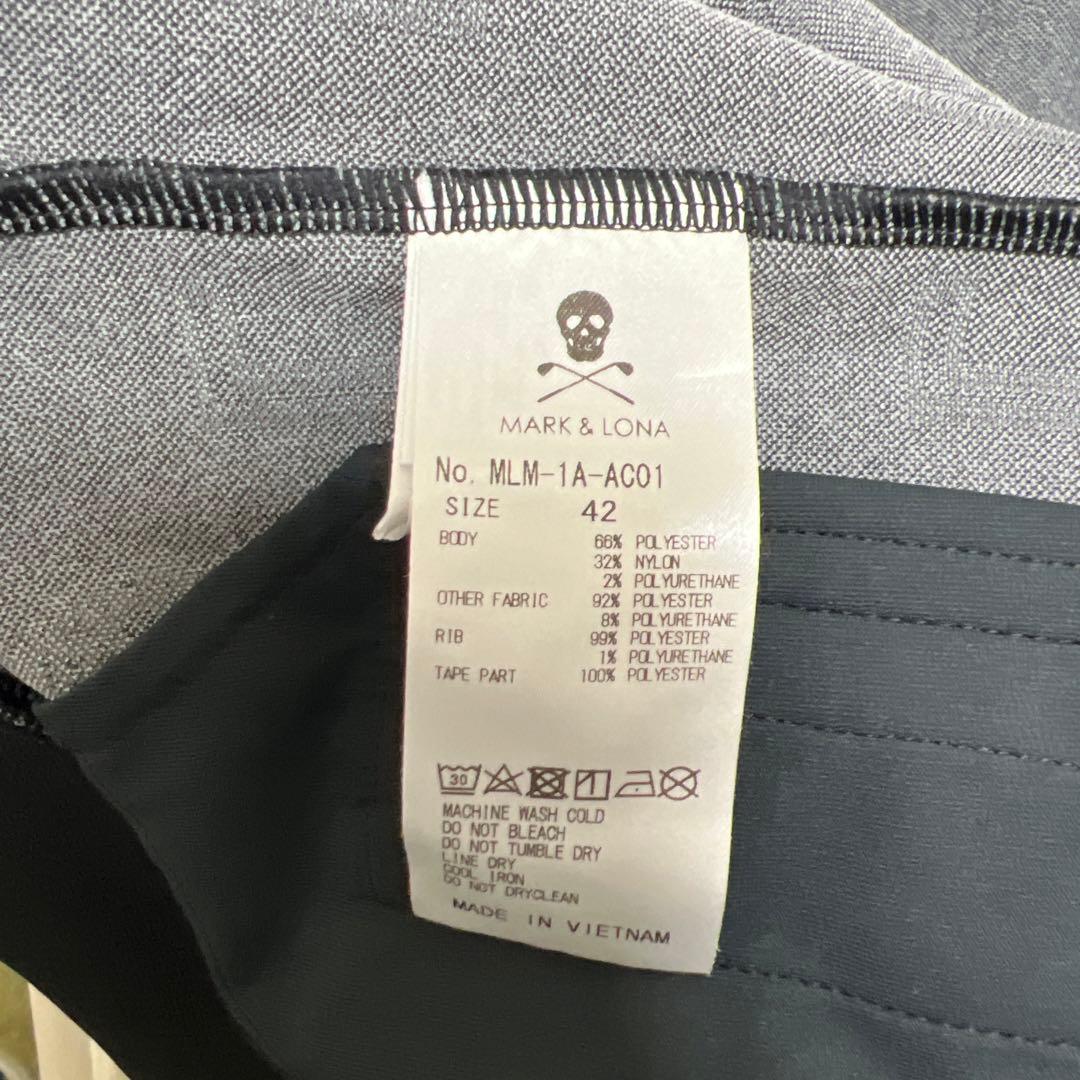 MARK & LONA
No. MLM-1A-AC01
SIZE 42
BODY 66% POLYESTER
32% NYLON
2% POLYURETHANE
OTHER FABRIC 92% POLYESTER
8% POLYURETHANE
RIB 99% POLYESTER
1% POLYURETHANE
TAPE PART 100% POLYESTER
30
MACHINE WASH COLD
DO NOT BLEACH
DO NOT TUMBLE DRY
LINE DRY
COOL IRON
DO NOT DRYCLEAN
MADE IN VIETNAM